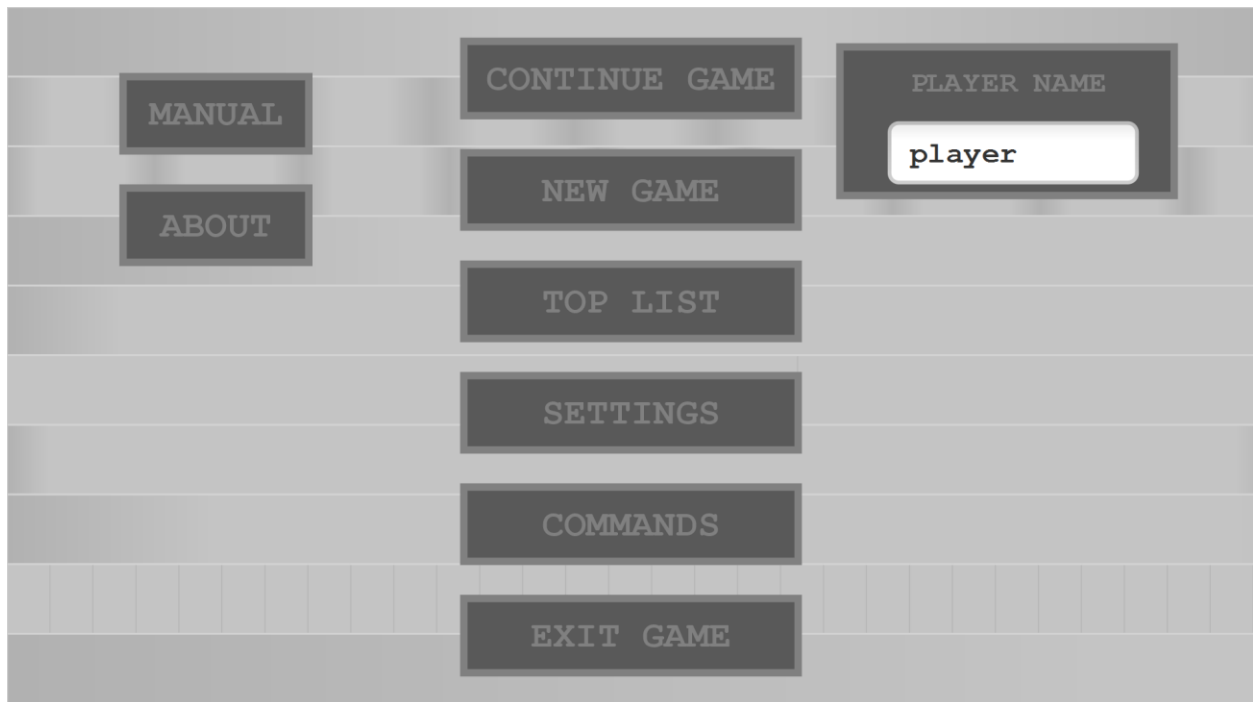 MANUAL
ABOUT
CONTINUE GAME
NEW GAME
TOP LIST
SETTINGS
COMMANDS
EXIT GAME
PLAYER NAME
player